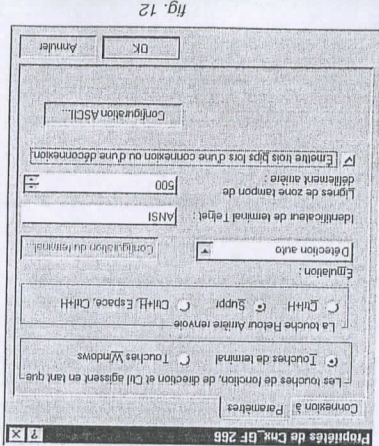 Propriétés de Cnx_GF 266
Connexion à Paramètres
Les touches de fonction, de direction et Ctrl agissent en tant que
Touches de terminal Touches Windows
La touche Retour Arrière renvoie
Ctrl+H Suppr Ctrl+H, Espace, Ctrl+H
Émulation :
Détection auto Configuration du terminal...
Identificateur de terminal Telnet : ANSI
Lignes de zone tampon de
défilement arrière : 500
Émettre trois bips lors d'une connexion ou d'une déconnexion
Configuration ASCII...
OK Annuler
fig. 12